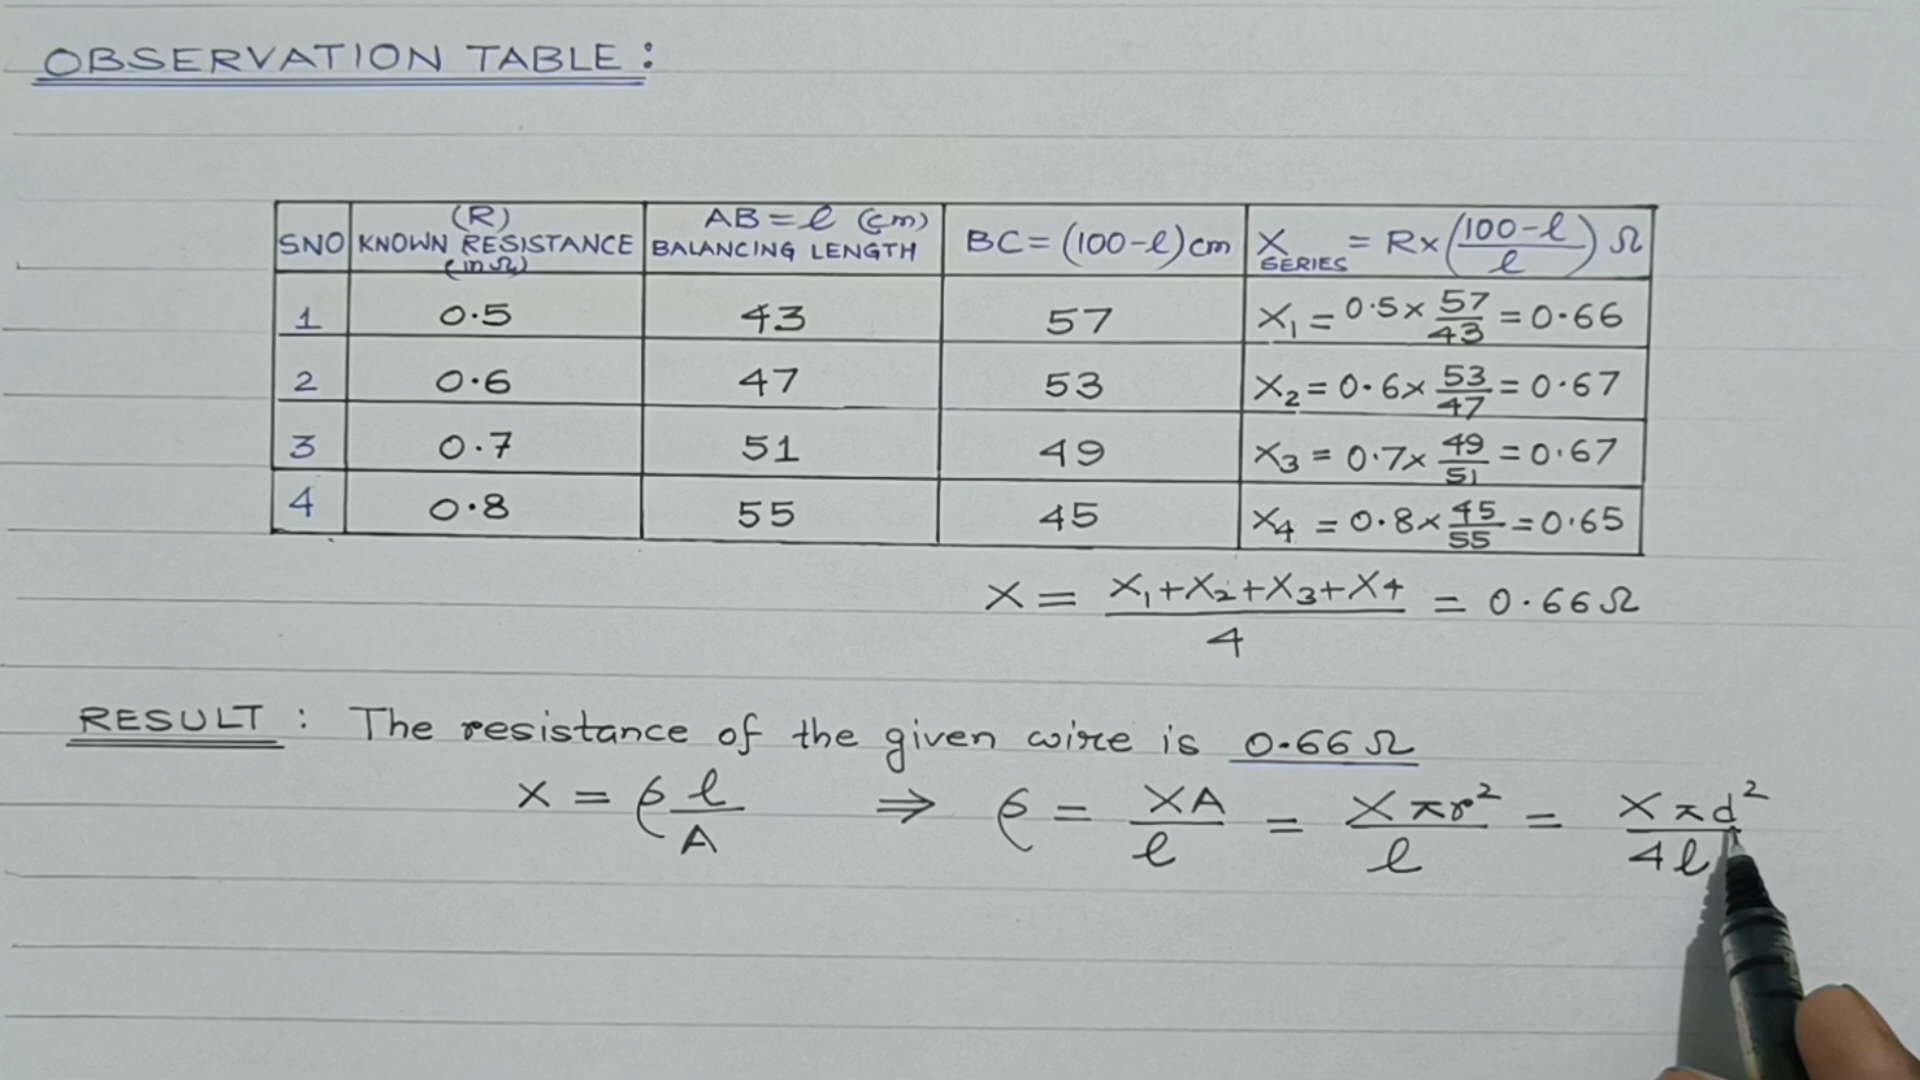 OBSERVATION TABLE :
SNO | (R) KNOWN RESISTANCE (in Ω) | AB = l (cm) BALANCING LENGTH | BC = (100-l) cm | X SERIES = R×((100-l)/l) Ω
1 | 0.5 | 43 | 57 | X₁ = 0.5 × 57/43 = 0.66
2 | 0.6 | 47 | 53 | X₂ = 0.6 × 53/47 = 0.67
3 | 0.7 | 51 | 49 | X₃ = 0.7 × 49/51 = 0.67
4 | 0.8 | 55 | 45 | X₄ = 0.8 × 45/55 = 0.65
X = (X₁+X₂+X₃+X₄)/4 = 0.66 Ω
RESULT : The resistance of the given wire is 0.66 Ω
X = ρ l/A ⇒ ρ = XA/l = Xπr²/l = Xπd²/4l